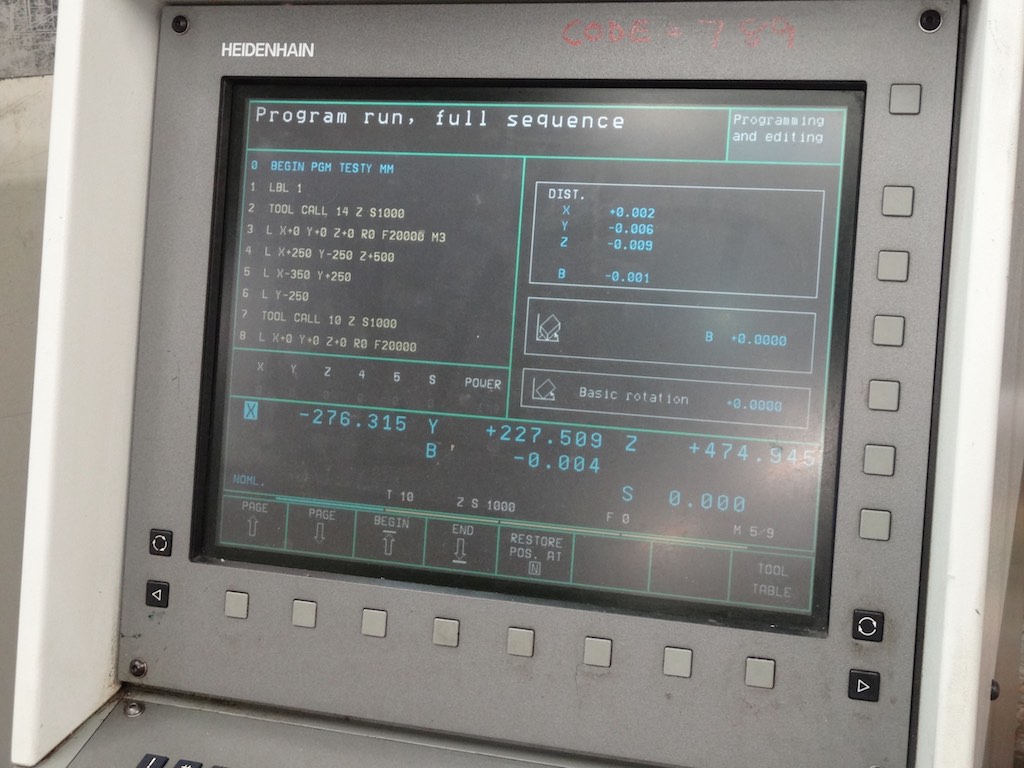 HEIDENHAIN
CODE = 789
Program run, full sequence
Programming
and editing
0 BEGIN PGM TESTY MM
1 LBL 1
2 TOOL CALL 14 Z S1000
3 L X+0 Y+0 Z+0 R0 F20000 M3
4 L X+250 Y-250 Z+500
5 L X-350 Y+250
6 L Y-250
7 TOOL CALL 10 Z S1000
8 L X+0 Y+0 Z+0 R0 F20000
DIST.
X +0.002
Y -0.006
Z -0.009
B -0.001
B +0.0000
Basic rotation +0.0000
X Y Z 4 5 S POWER
X -276.315 Y +227.509 Z +474.945
B -0.004
S 0.000
NOML.
T 10 Z S 1000 F 0 M 5/9
PAGE
PAGE
BEGIN
END
RESTORE
POS. AT
N
TOOL
TABLE